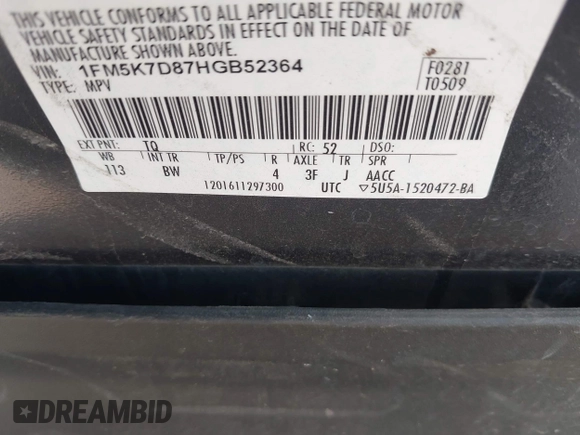 THIS VEHICLE CONFORMS TO ALL APPLICABLE FEDERAL MOTOR
VEHICLE SAFETY STANDARDS IN EFFECT ON THE DATE OF
MANUFACTURE SHOWN ABOVE.
VIN: 1FM5K7D87HGB52364
TYPE: MPV
F0281
T0509
EXT PNT: TQ RC: 52 DSO:
WB INT TR TP/PS R AXLE TR SPR
113 BW 4 3F J AACC
1201611297300 UTC ▽5U5A-1520472-BA
DREAMBID